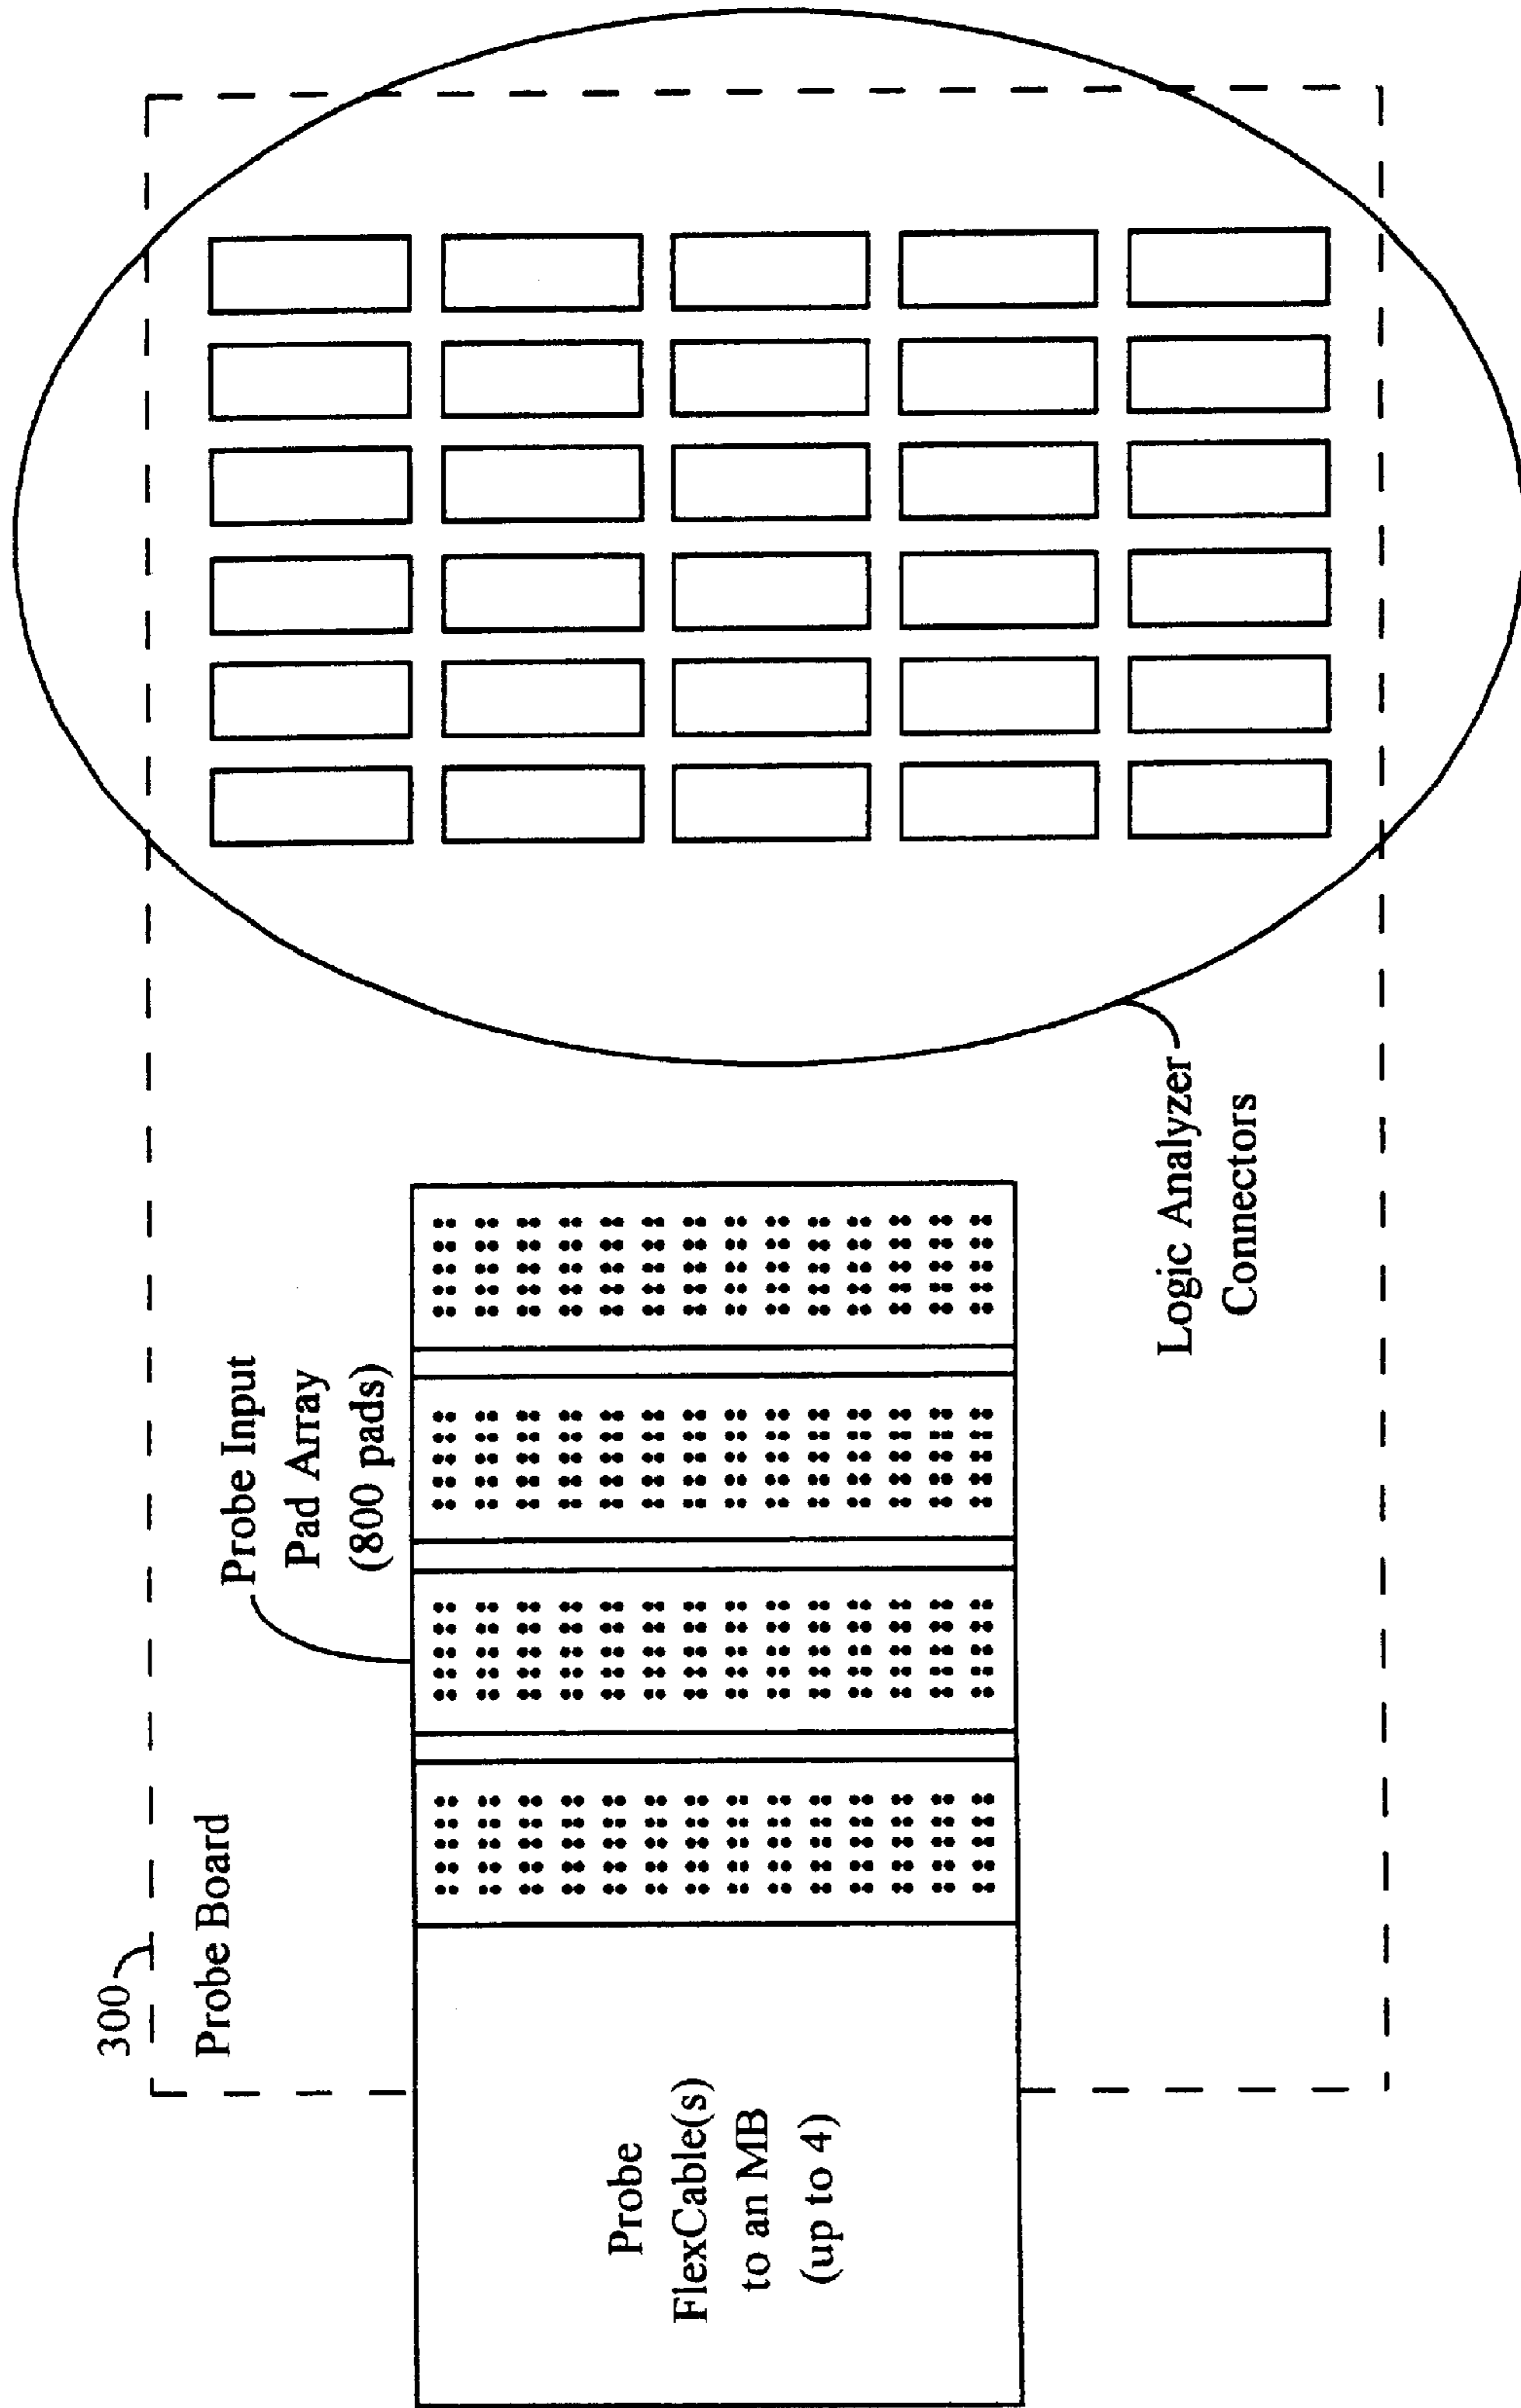 300
Probe Board
Probe Input
Pad Array
(800 pads)
Probe
FlexCable(s)
to an MB
(up to 4)
Logic Analyzer
Connectors